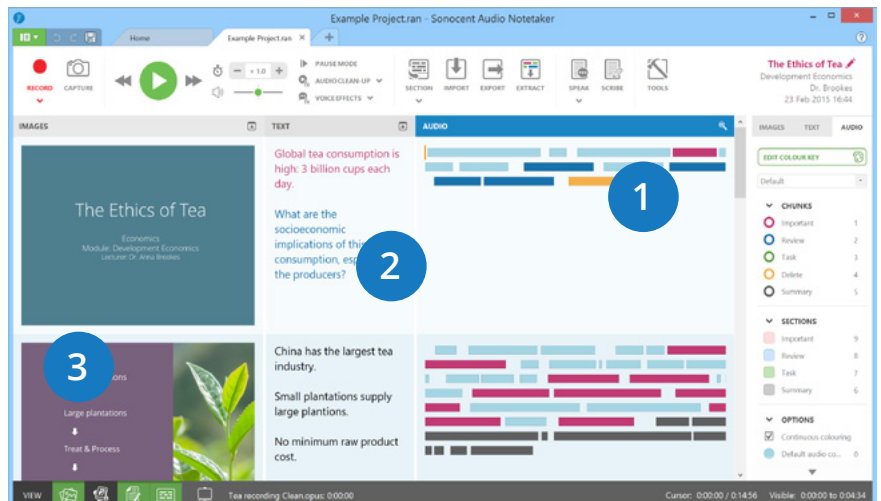 Example Project.ran - Sonocent Audio Notetaker
Home
Example Project.ran
RECORD
CAPTURE
x 1.0
PAUSE MODE
AUDIO CLEAN-UP
VOICE EFFECTS
SECTION
IMPORT
EXPORT
EXTRACT
SPEAK
SCRIBE
TOOLS
The Ethics of Tea
Development Economics
Dr. Brookes
23 Feb 2015 16:44
IMAGES
TEXT
AUDIO
The Ethics of Tea
Economics
Module: Development Economics
Lecturer: Dr. Anna Brookes
Global tea consumption is
high: 3 billion cups each
day.
What are the
socioeconomic
implications of this
consumption,
the producers?
1
2
3
Large plantations
Treat & Process
China has the largest tea
industry.
Small plantations supply
large plantions.
No minimum raw product
cost.
IMAGES TEXT AUDIO
EDIT COLOUR KEY
Default
CHUNKS
Important 1
Review 2
Task 3
Delete 4
Summary 5
SECTIONS
Important 9
Review 8
Task 7
Summary 6
OPTIONS
Continuous colouring
Default audio co... 0
VIEW
Tea recording Clean.opus: 0:00:00
Cursor: 0:00:00 / 0:14:56 Visible: 0:00:00 to 0:04:54